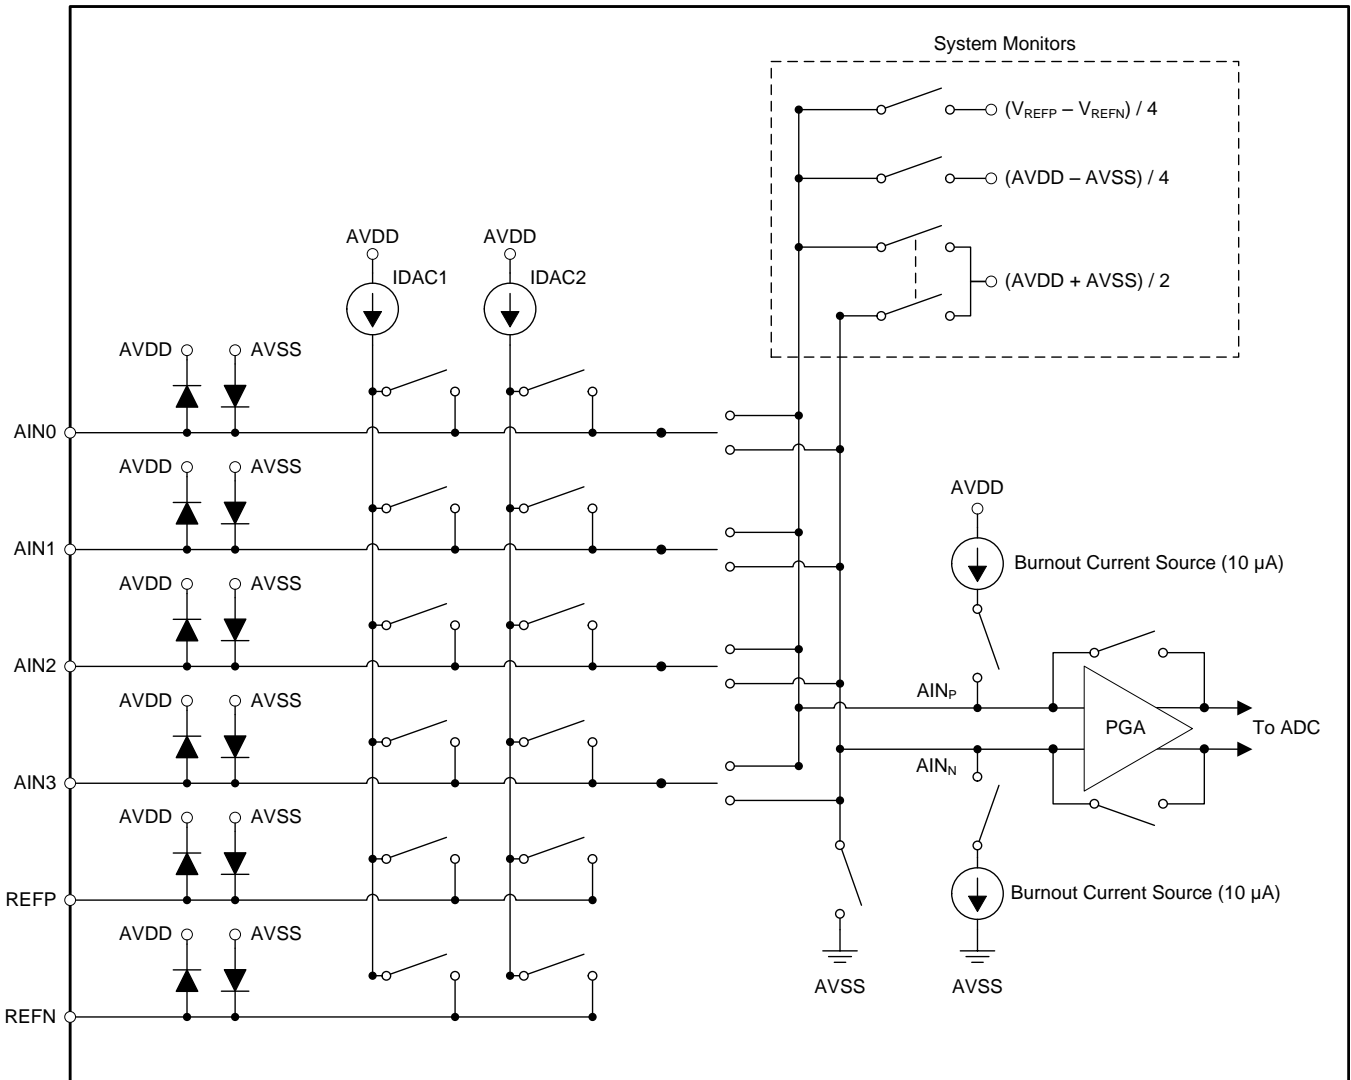 System Monitors
(VREFP – VREFN) / 4
(AVDD – AVSS) / 4
(AVDD + AVSS) / 2
AVDD AVDD
IDAC1 IDAC2
AVDD AVSS
AIN0
AVDD AVSS
AIN1
AVDD
Burnout Current Source (10 µA)
AVDD AVSS
AIN2
AVDD AVSS
AINP
PGA
To ADC
AINN
AIN3
AVDD AVSS
REFP
Burnout Current Source (10 µA)
AVDD AVSS
AVSS AVSS
REFN